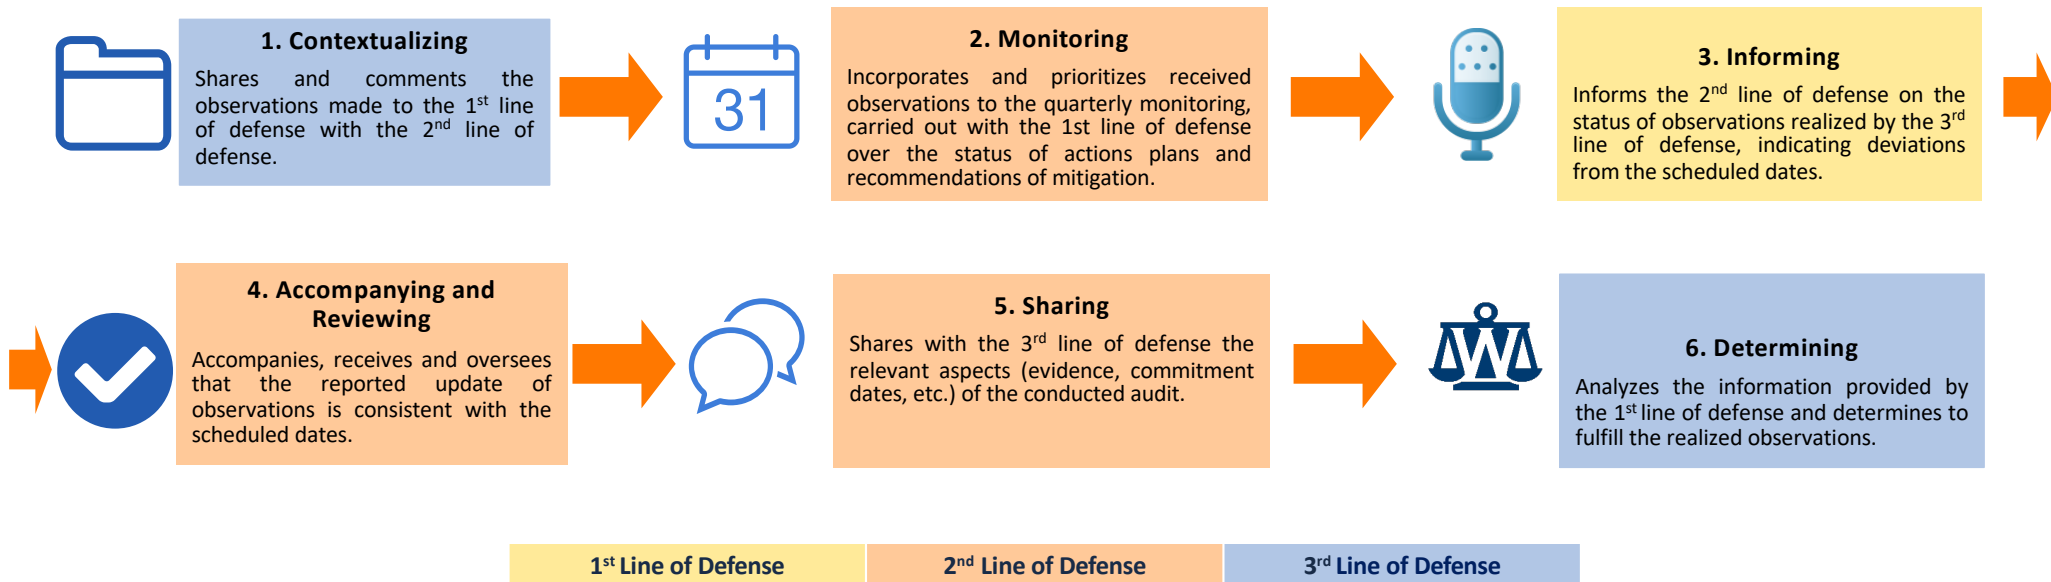 1. Contextualizing
Shares and comments the
observations made to the 1st line
of defense with the 2nd line of
defense.
31
2. Monitoring
Incorporates and prioritizes received
observations to the quarterly monitoring,
carried out with the 1st line of defense
over the status of actions plans and
recommendations of mitigation.
3. Informing
Informs the 2nd line of defense on the
status of observations realized by the 3rd
line of defense, indicating deviations
from the scheduled dates.
4. Accompanying and
Reviewing
Accompanies, receives and oversees
that the reported update of
observations is consistent with the
scheduled dates.
5. Sharing
Shares with the 3rd line of defense the
relevant aspects (evidence, commitment
dates, etc.) of the conducted audit.
W
6. Determining
Analyzes the information provided by
the 1st line of defense and determines to
fulfill the realized observations.
1st Line of Defense
2nd Line of Defense
3rd Line of Defense